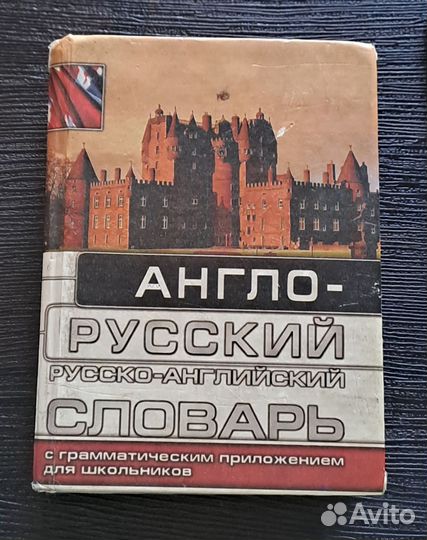 АНГЛО-
РУССКИЙ
РУССКО-АНГЛИЙСКИЙ
СЛОВАРЬ
с грамматическим приложением
для школьников
Avito